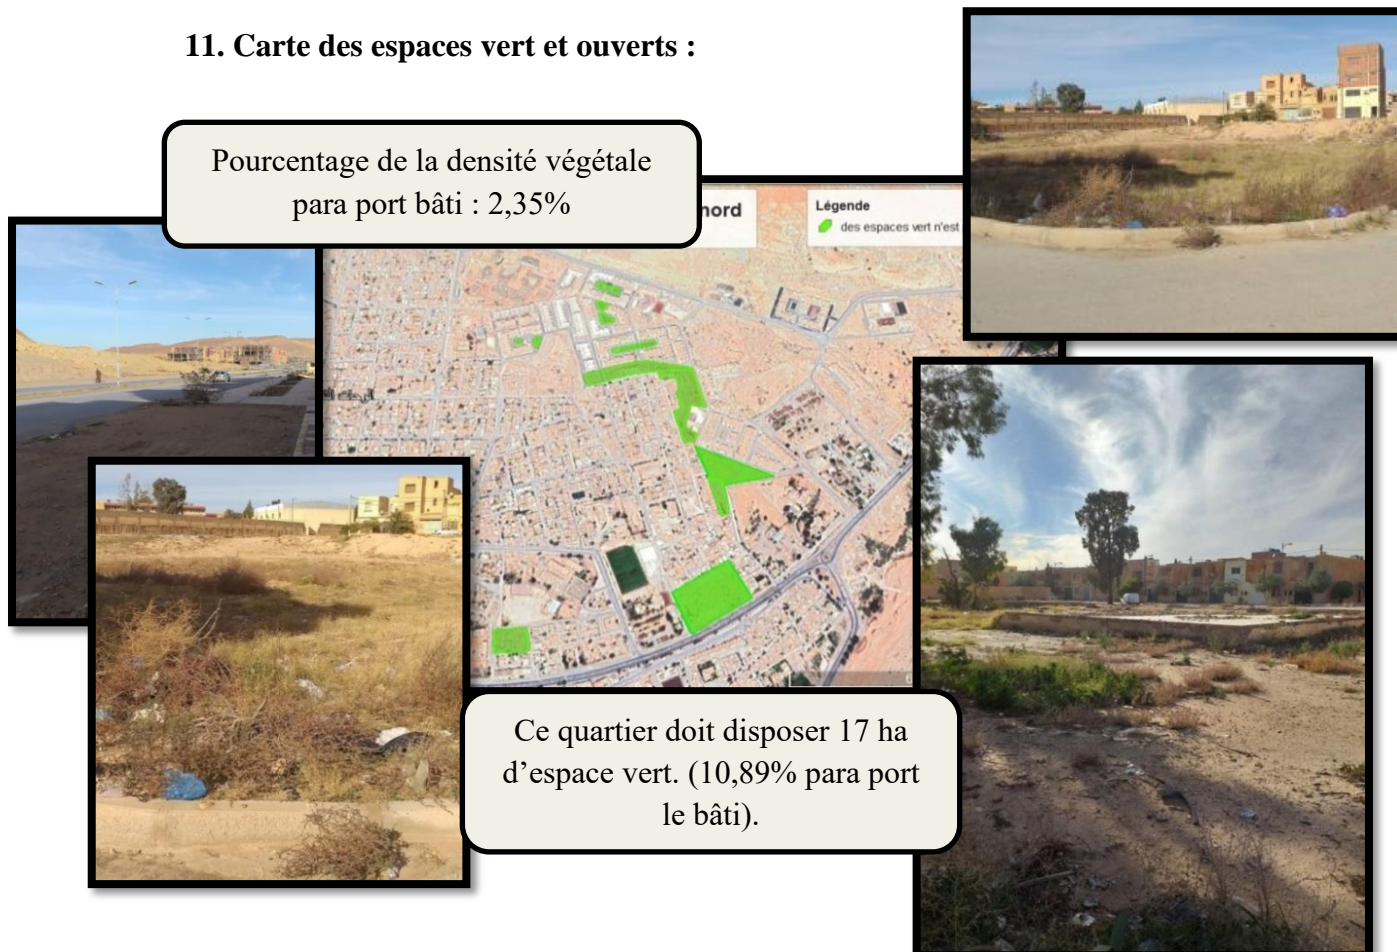 11. Carte des espaces vert et ouverts :
Pourcentage de la densité végétale
para port bâti : 2,35%
nord
Légende
des espaces vert n'est
Ce quartier doit disposer 17 ha
d’espace vert. (10,89% para port
le bâti).